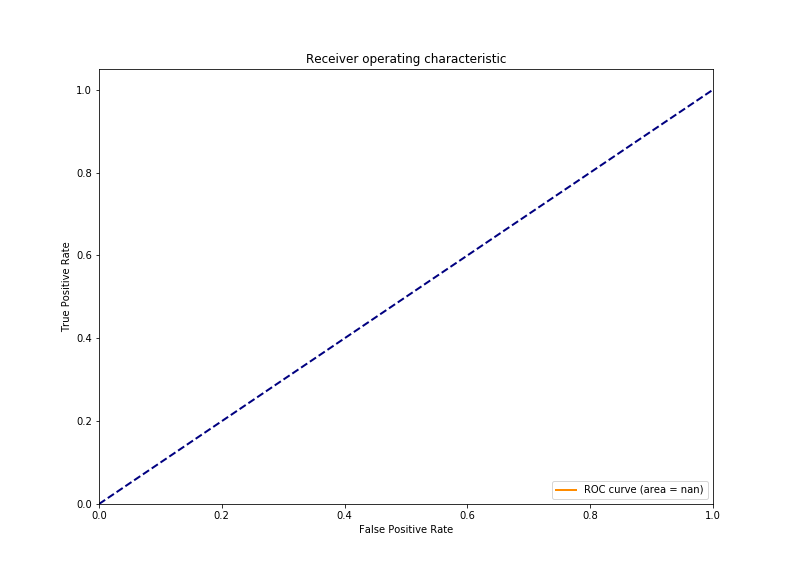 Receiver operating characteristic
True Positive Rate
1.0
0.8
0.6
0.4
0.2
0.0
ROC curve (area = nan)
0.0 0.2 0.4 0.6 0.8 1.0
False Positive Rate